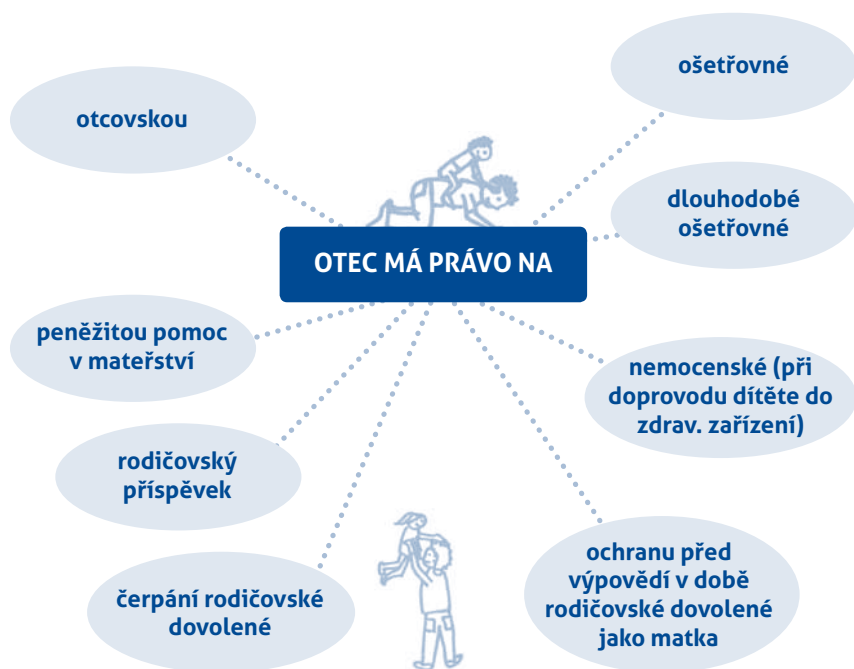 otcovskou
ošetřovné
dlouhodobé
ošetřovné
OTEC MÁ PRÁVO NA
peněžitou pomoc
v mateřství
nemocenské (při
doprovodu dítěte do
zdrav. zařízení)
rodičovský
příspěvek
čerpání rodičovské
dovolené
ochranu před
výpovědí v době
rodičovské dovolené
jako matka